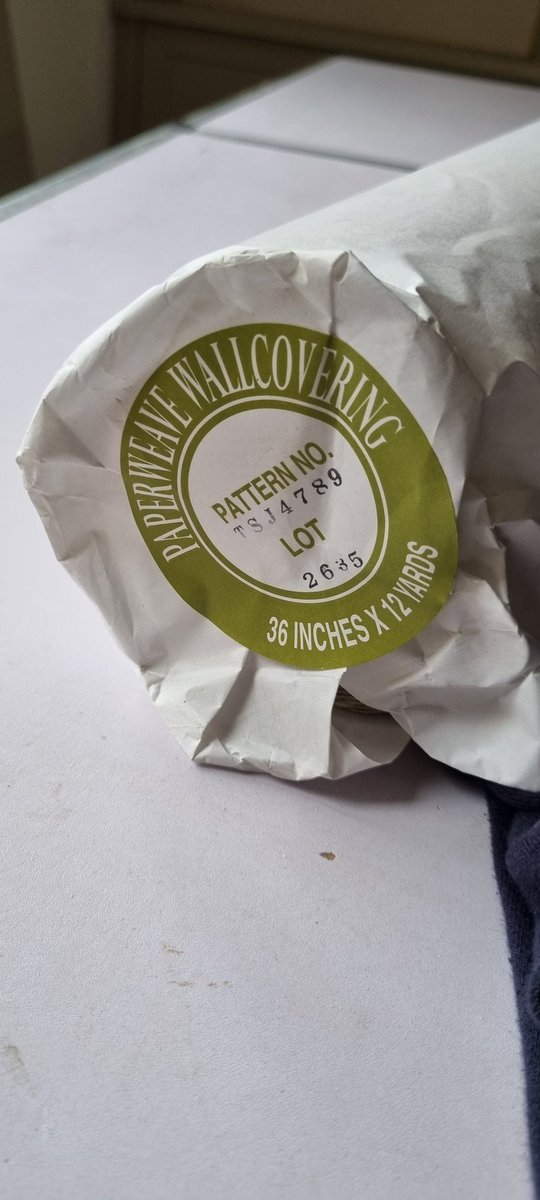 PAPERWEAVE WALLCOVERING
PATTERN NO.
TSJ4789
LOT
2635
36 INCHES X 12 YARDS